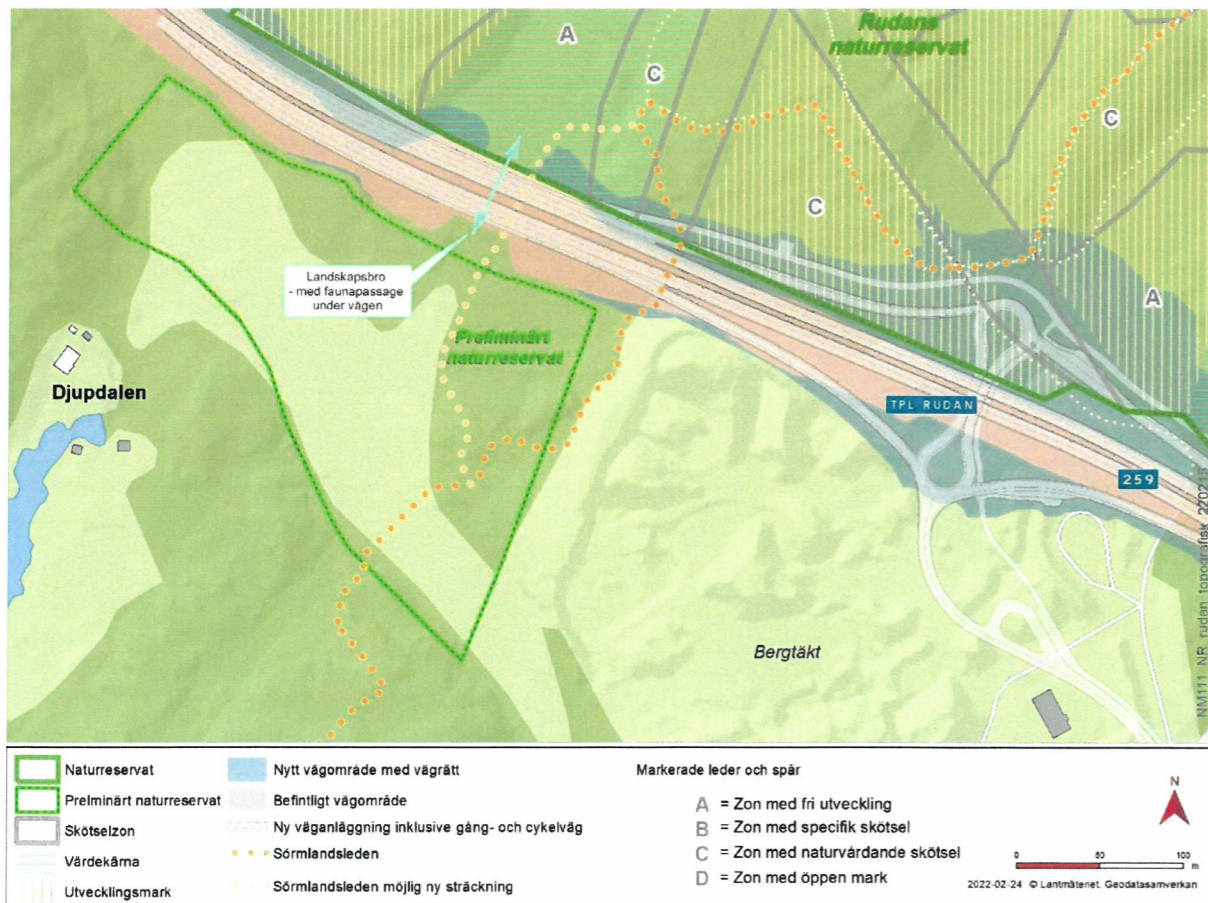 A
Rudans
naturreservat
C
C
C
A
Landskapsbro
- med faunapassage
under vägen
Preliminärt
naturreservat
Djupdalen
TPL RUDAN
259
Bergtäkt
NM111_NR_rudan_topografisk_220215
Naturreservat
Prelminärt naturreservat
Skötselzon
Värdekärna
Utvecklingsmark
Nytt vägområde med vägrätt
Befintligt vägområde
Ny väganläggning inklusive gång- och cykelväg
Sörmlandsleden
Sörmlandsleden möjlig ny sträckning
Markerade leder och spår
A = Zon med fri utveckling
B = Zon med specifik skötsel
C = Zon med naturvårdande skötsel
D = Zon med öppen mark
N
0 50 100
m
2022-02-24 © Lantmäteriet, Geodatasamverkan